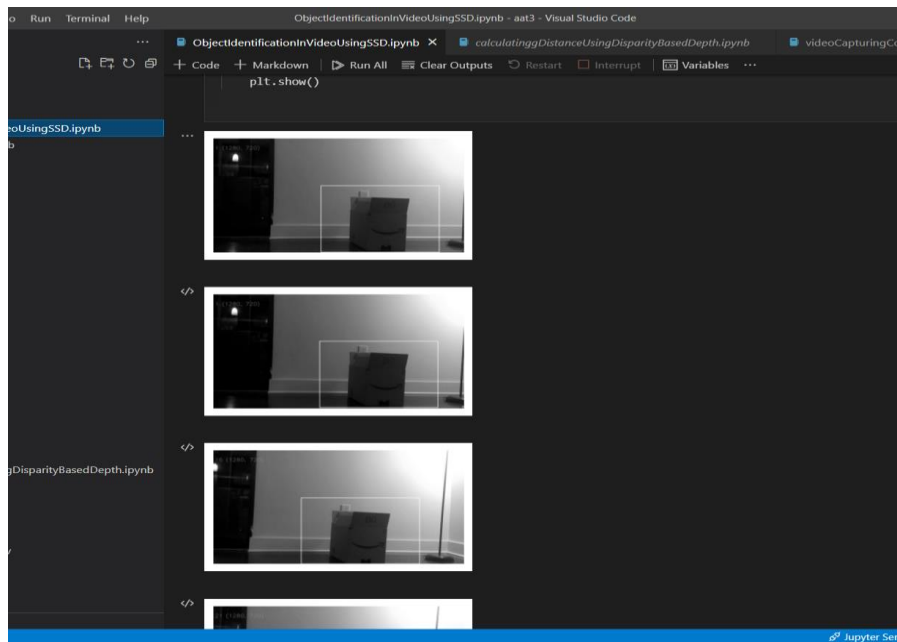 o Run Terminal Help ObjectIdentificationInVideoUsingSSD.ipynb - aat3 - Visual Studio Code
··· ObjectIdentificationInVideoUsingSSD.ipynb × calculatinggDistanceUsingDisparityBasedDepth.ipynb videoCapturingCo
+ Code + Markdown Run All Clear Outputs Restart Interrupt Variables ···
plt.show()
eoUsingSSD.ipynb
b
gDisparityBasedDepth.ipynb
Jupyter Ser